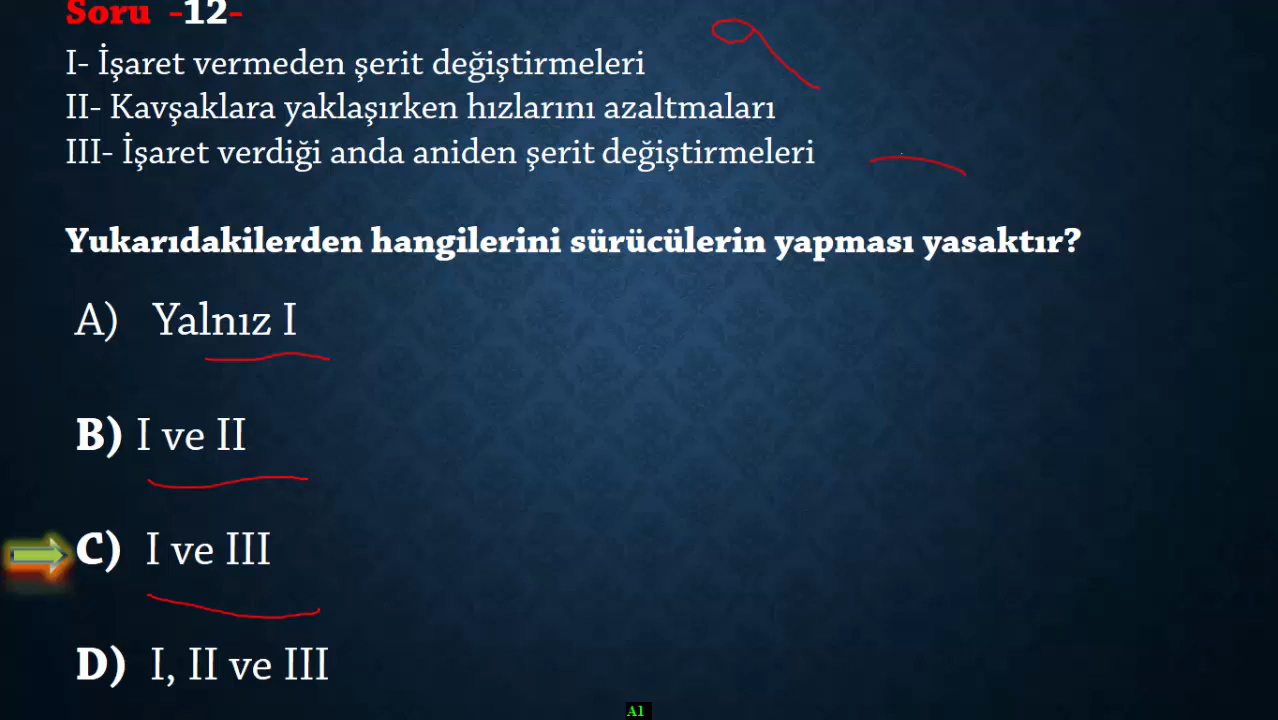 Soru -12-
I- İşaret vermeden şerit değiştirmeleri
II- Kavşaklara yaklaşırken hızlarını azaltmaları
III- İşaret verdiği anda aniden şerit değiştirmeleri
Yukarıdakilerden hangilerini sürücülerin yapması yasaktır?
A) Yalnız I
B) I ve II
C) I ve III
D) I, II ve III
A1